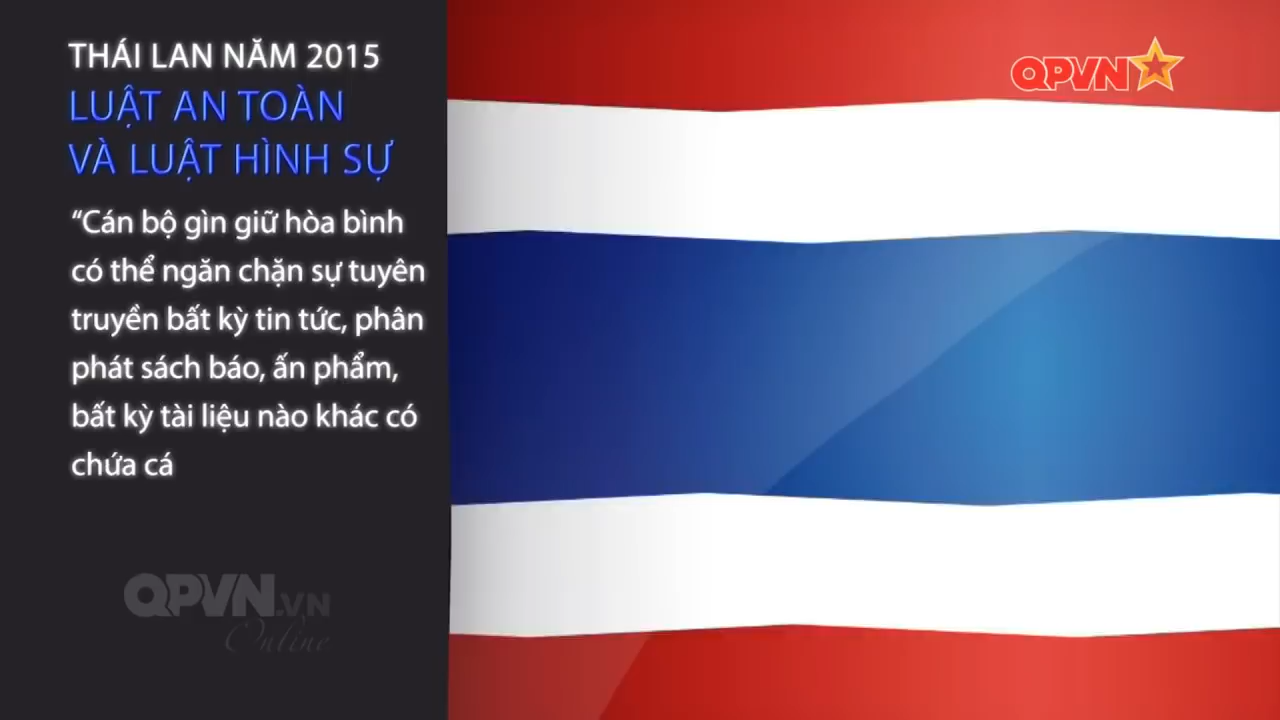 THÁI LAN NĂM 2015
LUẬT AN TOÀN
VÀ LUẬT HÌNH SỰ
“Cán bộ gìn giữ hòa bình
có thể ngăn chặn sự tuyên
truyền bất kỳ tin tức, phân
phát sách báo, ấn phẩm,
bất kỳ tài liệu nào khác có
chứa cá
QPVN
QPVN.VN
Online